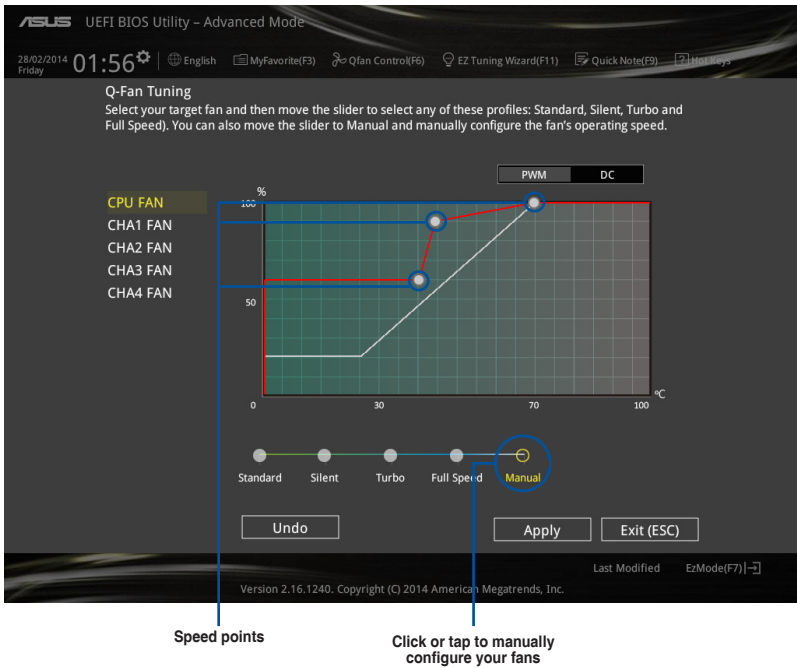 ASUS UEFI BIOS Utility – Advanced Mode
28/02/2014 Friday 01:56 English MyFavorite(F3) Qfan Control(F6) EZ Tuning Wizard(F11) Quick Note(F9) ? Hot Keys
Q-Fan Tuning
Select your target fan and then move the slider to select any of these profiles: Standard, Silent, Turbo and
Full Speed). You can also move the slider to Manual and manually configure the fan's operating speed.
PWM DC
CPU FAN
CHA1 FAN
CHA2 FAN
CHA3 FAN
CHA4 FAN
%
100
50
0 30 70 100 °C
Standard Silent Turbo Full Speed Manual
Undo Apply Exit (ESC)
Last Modified EzMode(F7)
Version 2.16.1240. Copyright (C) 2014 American Megatrends, Inc.
Speed points
Click or tap to manually
configure your fans